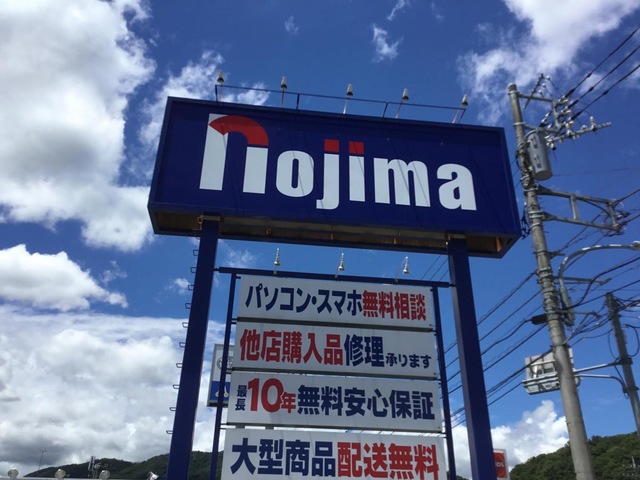 nojima
パソコン・スマホ無料相談
他店購入品修理承ります
最長10年無料安心保証
大型商品配送無料